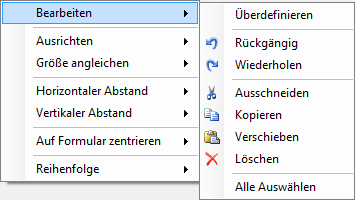 Bearbeiten
Ausrichten
Größe angleichen
Horizontaler Abstand
Vertikaler Abstand
Auf Formular zentrieren
Reihenfolge
Überdefinieren
Rückgängig
Wiederholen
Ausschneiden
Kopieren
Verschieben
Löschen
Alle Auswählen